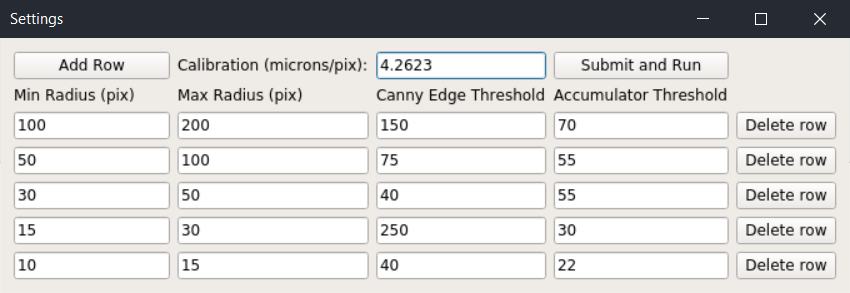 Settings
Add Row Calibration (microns/pix): 4.2623 Submit and Run
Min Radius (pix) Max Radius (pix) Canny Edge Threshold Accumulator Threshold
100 200 150 70 Delete row
50 100 75 55 Delete row
30 50 40 55 Delete row
15 30 250 30 Delete row
10 15 40 22 Delete row